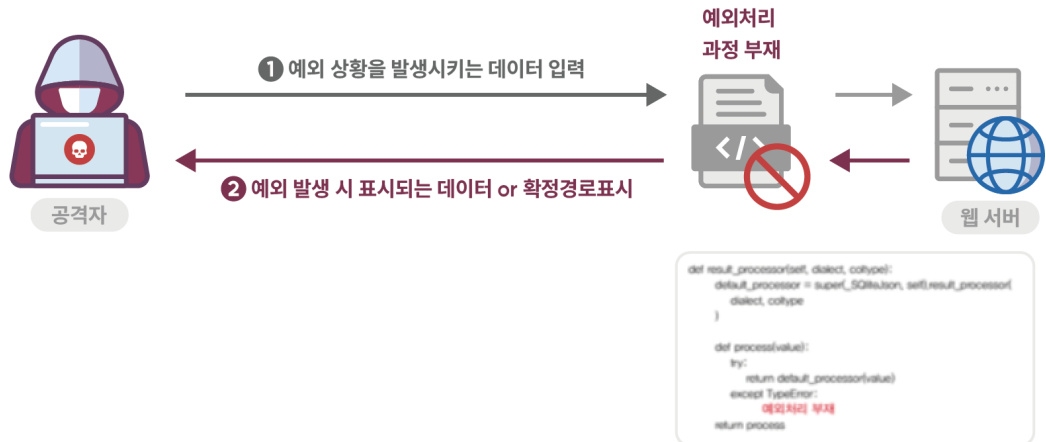 예외처리
과정 부재
1 예외 상황을 발생시키는 데이터 입력
</>
2 예외 발생 시 표시되는 데이터 or 확정경로표시
공격자
웹 서버
def result_processor(self, dialect, coltype):
default_processor = super(_SQliteJson, self).result_processor(
dialect, coltype
)
def process(value):
try:
return default_processor(value)
except TypeError:
예외처리 부재
return process